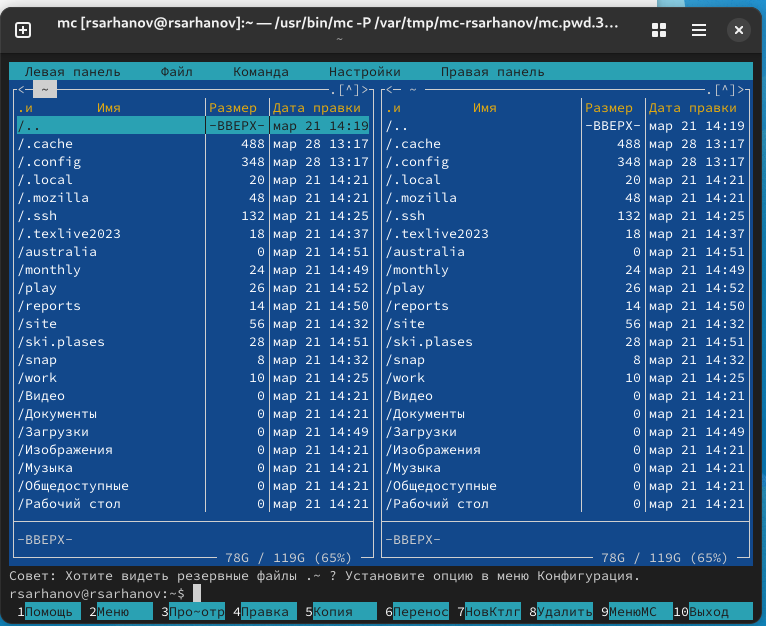 mc [rsarhanov@rsarhanov]:~ — /usr/bin/mc -P /var/tmp/mc-rsarhanov/mc.pwd.3…
~
Левая панель Файл Команда Настройки Правая панель
<─ ~ ─.[^]>┐ <─ ~ ─.[^]>┐
.и Имя Размер Дата правки .и Имя Размер Дата правки
/.. -ВВЕРХ- мар 21 14:19 /.. -ВВЕРХ- мар 21 14:19
/.cache 488 мар 28 13:17 /.cache 488 мар 28 13:17
/.config 348 мар 28 13:17 /.config 348 мар 28 13:17
/.local 20 мар 21 14:21 /.local 20 мар 21 14:21
/.mozilla 48 мар 21 14:21 /.mozilla 48 мар 21 14:21
/.ssh 132 мар 21 14:25 /.ssh 132 мар 21 14:25
/.texlive2023 18 мар 21 14:37 /.texlive2023 18 мар 21 14:37
/australia 0 мар 21 14:51 /australia 0 мар 21 14:51
/monthly 24 мар 21 14:49 /monthly 24 мар 21 14:49
/play 26 мар 21 14:52 /play 26 мар 21 14:52
/reports 14 мар 21 14:50 /reports 14 мар 21 14:50
/site 56 мар 21 14:32 /site 56 мар 21 14:32
/ski.plases 28 мар 21 14:51 /ski.plases 28 мар 21 14:51
/snap 8 мар 21 14:32 /snap 8 мар 21 14:32
/work 10 мар 21 14:25 /work 10 мар 21 14:25
/Видео 0 мар 21 14:21 /Видео 0 мар 21 14:21
/Документы 0 мар 21 14:21 /Документы 0 мар 21 14:21
/Загрузки 0 мар 21 14:49 /Загрузки 0 мар 21 14:49
/Изображения 0 мар 21 14:21 /Изображения 0 мар 21 14:21
/Музыка 0 мар 21 14:21 /Музыка 0 мар 21 14:21
/Общедоступные 0 мар 21 14:21 /Общедоступные 0 мар 21 14:21
/Рабочий стол 0 мар 21 14:21 /Рабочий стол 0 мар 21 14:21
-ВВЕРХ- -ВВЕРХ-
78G / 119G (65%) 78G / 119G (65%)
Совет: Хотите видеть резервные файлы .~ ? Установите опцию в меню Конфигурация.
rsarhanov@rsarhanov:~$
1Помощь 2Меню 3Про~отр 4Правка 5Копия 6Перенос 7НовКтлг 8Удалить 9МенюMC 10Выход